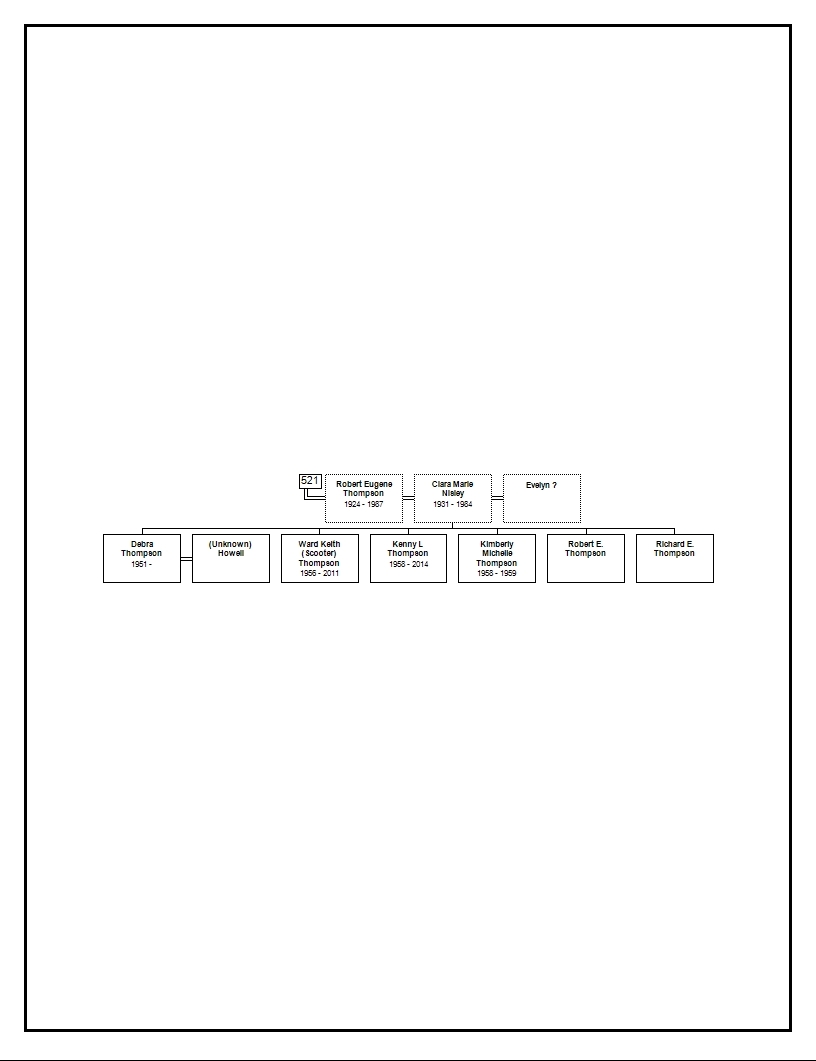 521
Robert Eugene
Thompson
1924 - 1987
Clara Marie
Nisley
1931 - 1984
Evelyn ?
Debra
Thompson
1951 -
(Unknown)
Howell
Ward Keith
(Scooter)
Thompson
1956 - 2011
Kenny L
Thompson
1958 - 2014
Kimberly
Michelle
Thompson
1958 - 1959
Robert E.
Thompson
Richard E.
Thompson